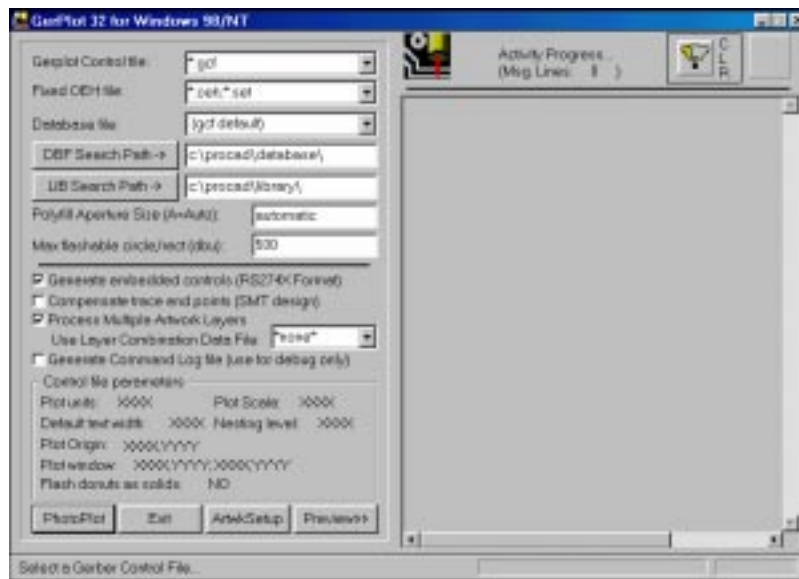 GerPlot 32 for Windows 98/NT
Gerplot Control file:
*.gcf
Fixed OEH file:
*.oeh;*.set
Database file:
(gcf default)
DBF Search Path ->
c:\procad\database\
LIB Search Path ->
c:\procad\library\
Polyfill Aperture Size (A=Auto):
automatic
Max flashable circle/rect (dbu):
500
Generate embedded controls (RS274X Format)
Compensate trace end points (SMT design)
Process Multiple Artwork Layers
Use Layer Combination Data File:
*none*
Generate Command Log file (use for debug only)
Control file parameters
Plot units: XXXX Plot Scale: XXXX
Default text width: XXXX Nesting level: XXXX
Plot Origin: XXXX,YYYY
Plot window: XXXX,YYYY;XXXX,YYYY
Flash donuts as solids: NO
PhotoPlot
Exit
ArtekSetup
Preview>>
Activity Progress...
(Msg Lines: )
CLR
Select a Gerber Control File...